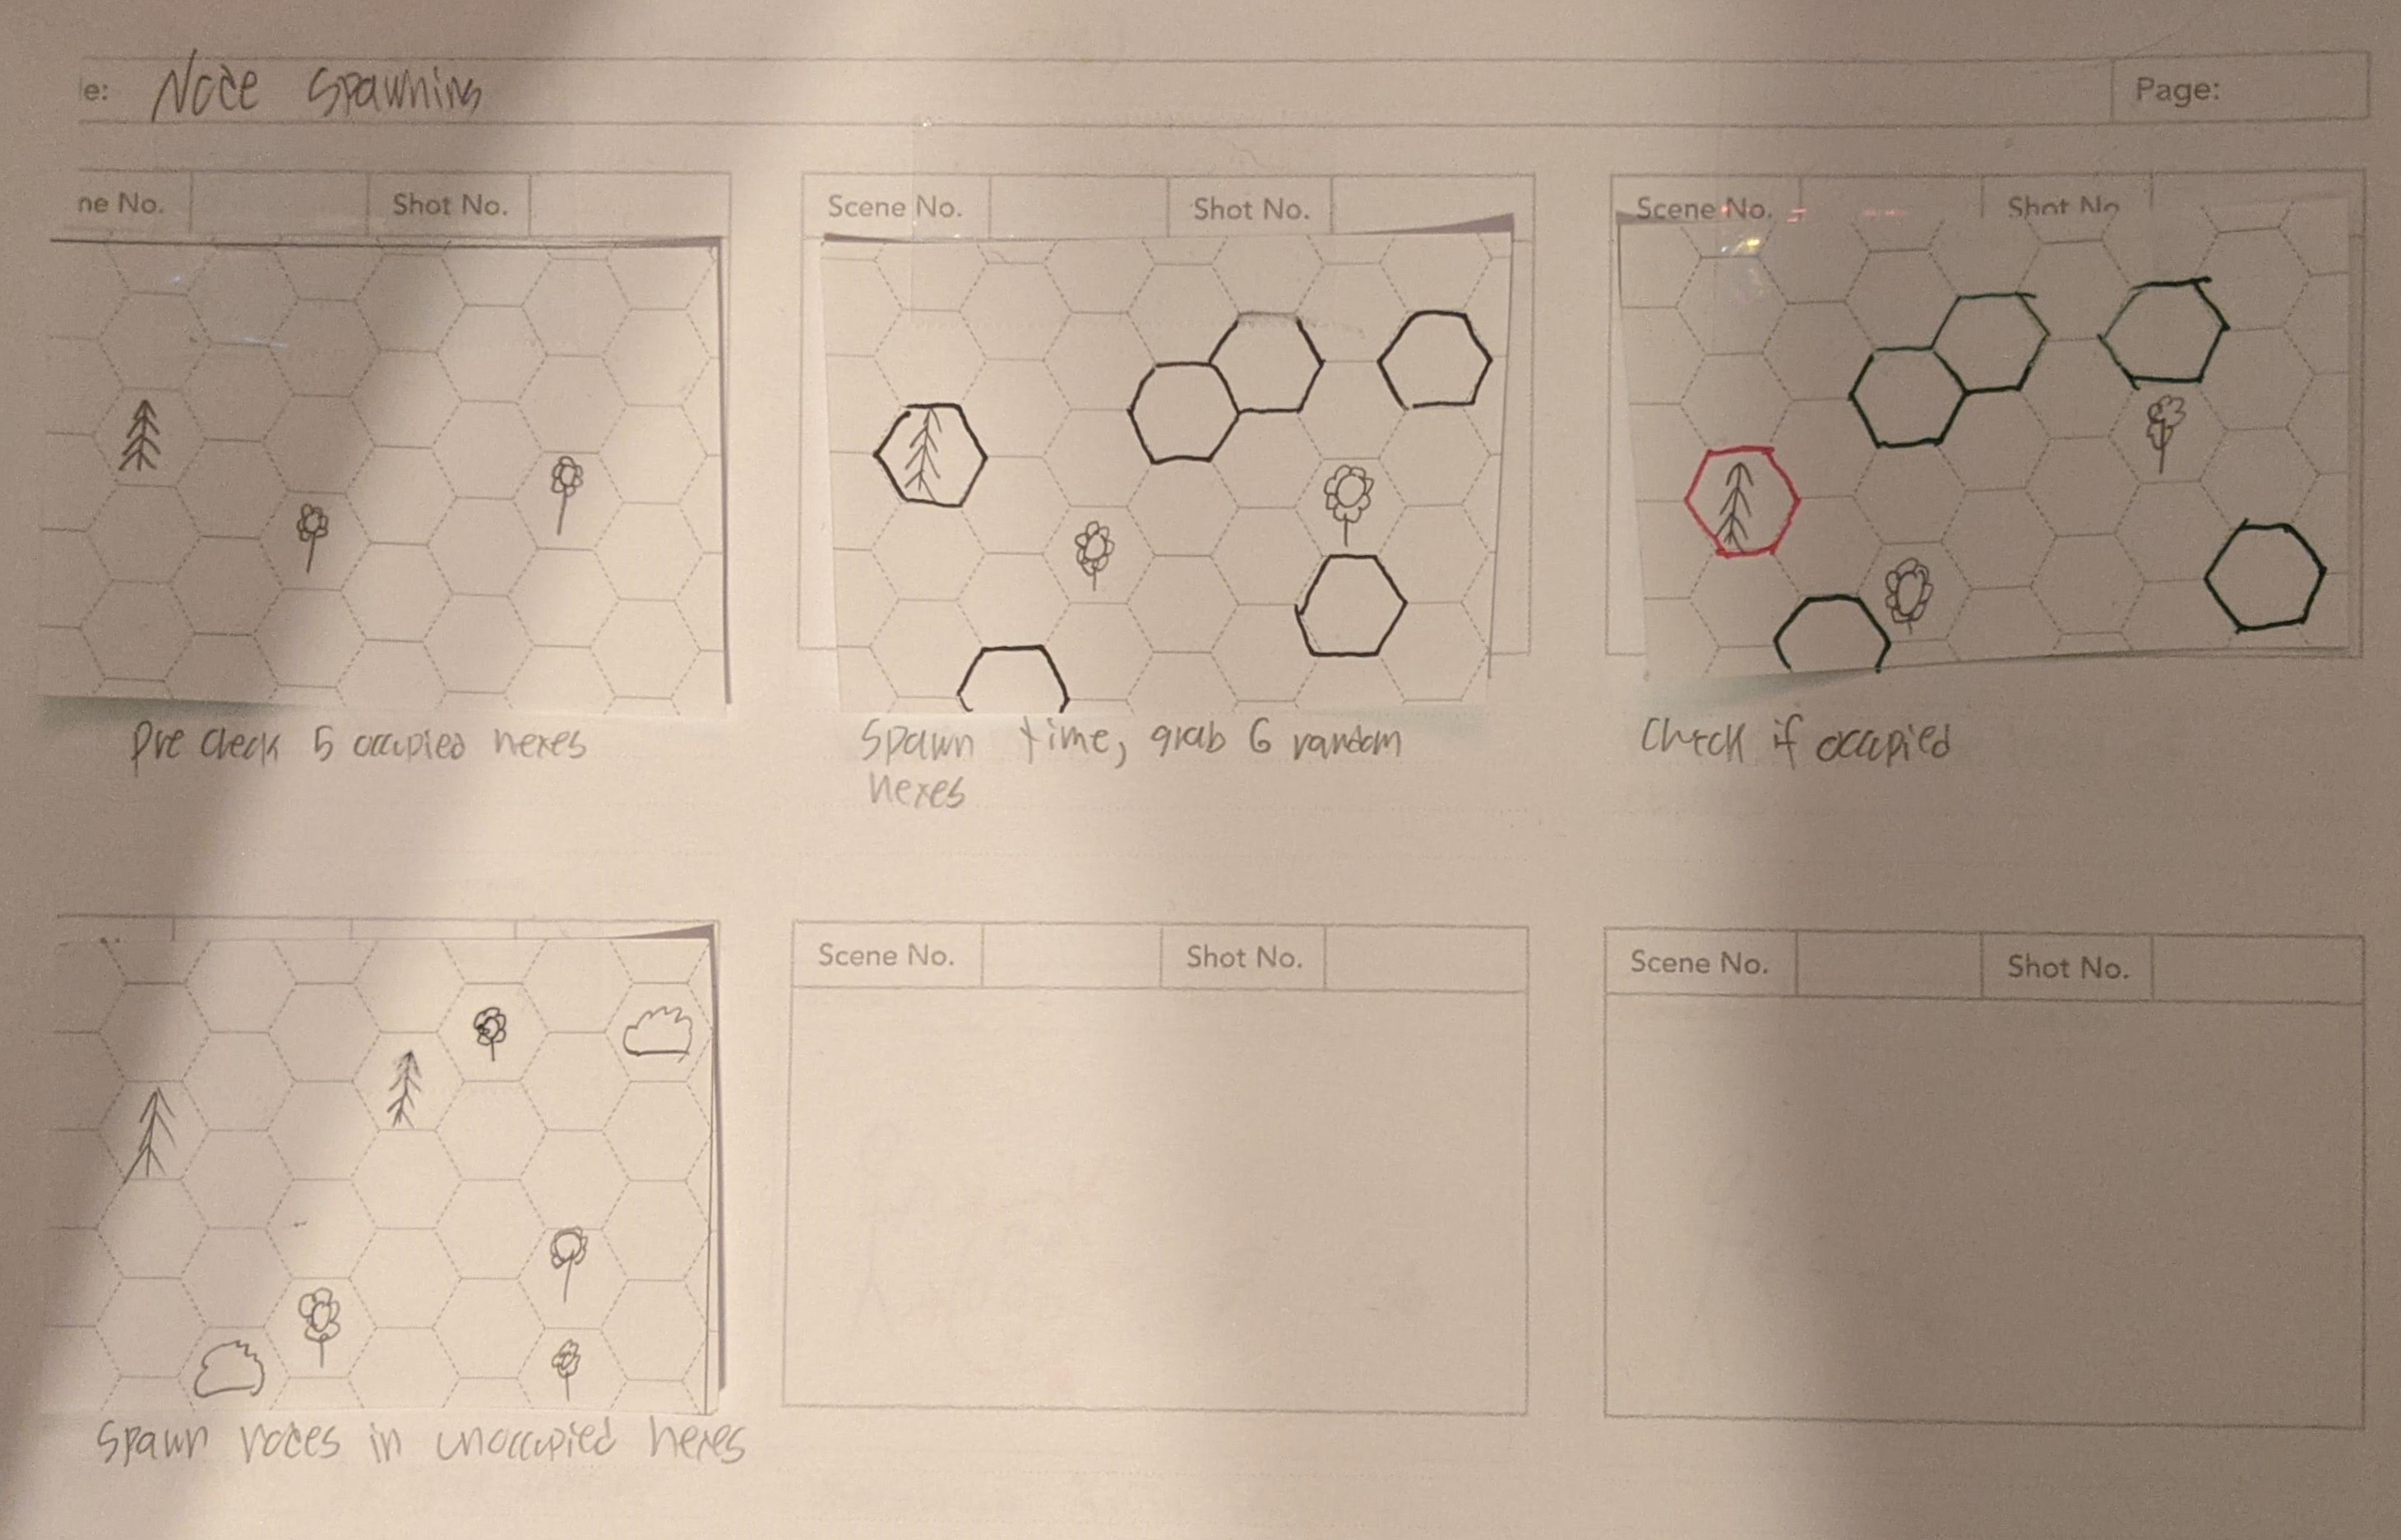 e: Node Spawning
Page:
ne No. Shot No.
Scene No. Shot No.
Scene No. Shot No
Pre check 5 occupied hexes
Spawn time, grab 6 random
hexes
Check if occupied
Scene No. Shot No.
Scene No. Shot No.
Spawn nodes in unoccupied hexes